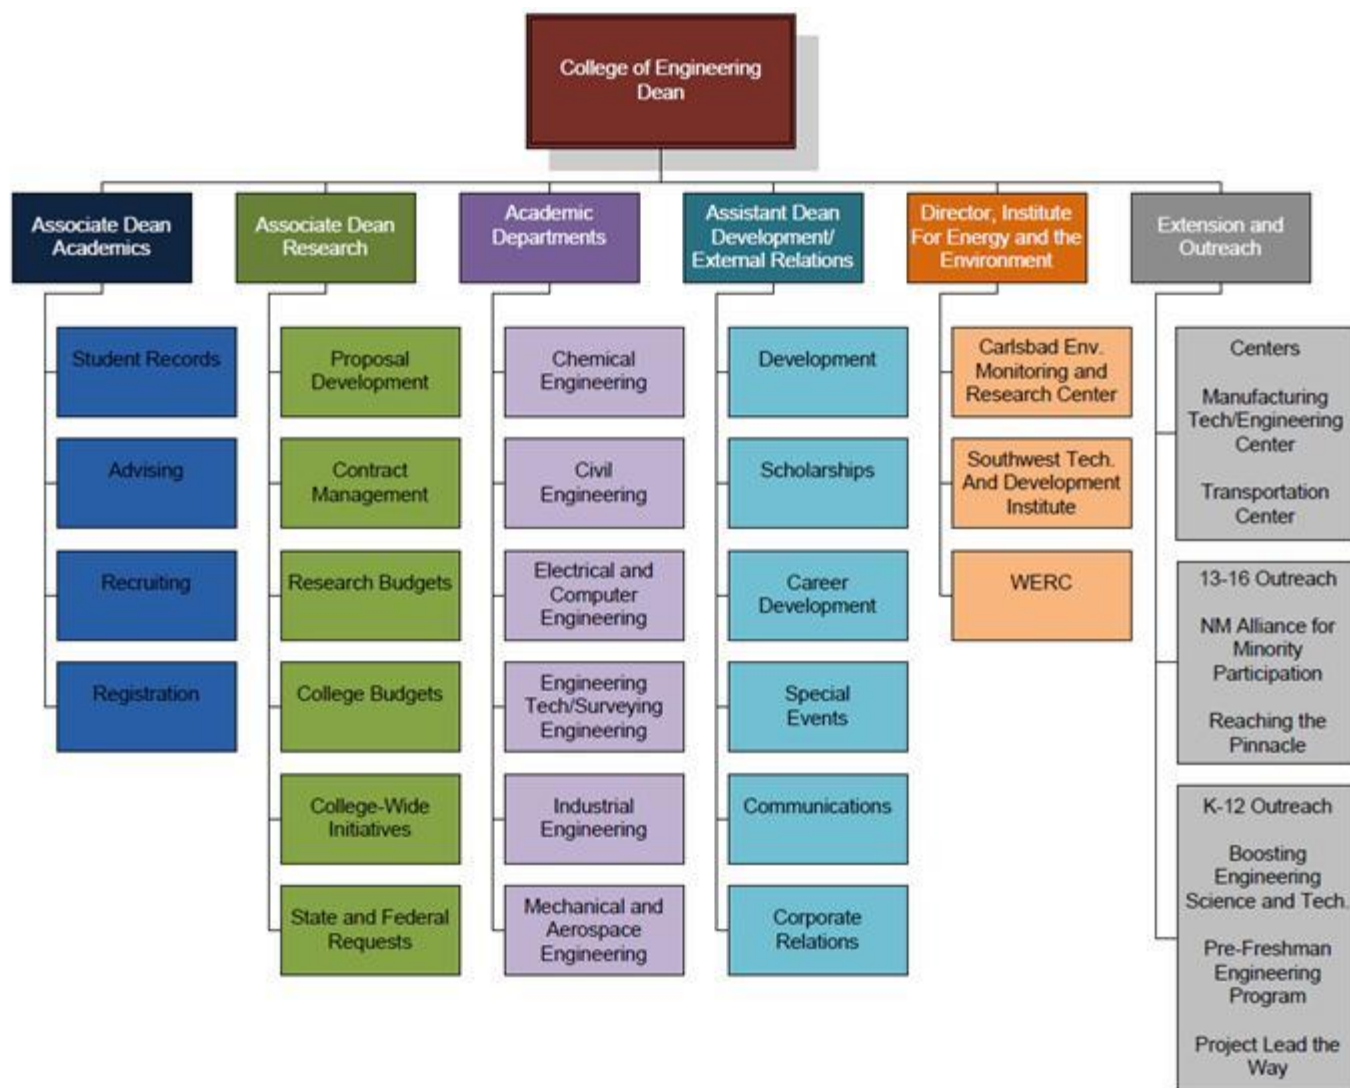 College of Engineering
Dean
Associate Dean
Academics
Associate Dean
Research
Academic
Departments
Assistant Dean
Development/
External Relations
Director, Institute
For Energy and the
Environment
Extension and
Outreach
Student Records
Advising
Recruiting
Registration
Proposal
Development
Contract
Management
Research Budgets
College Budgets
College-Wide
Initiatives
State and Federal
Requests
Chemical
Engineering
Civil
Engineering
Electrical and
Computer
Engineering
Engineering
Tech/Surveying
Engineering
Industrial
Engineering
Mechanical and
Aerospace
Engineering
Development
Scholarships
Career
Development
Special
Events
Communications
Corporate
Relations
Carlsbad Env.
Monitoring and
Research Center
Southwest Tech.
And Development
Institute
WERC
Centers
Manufacturing
Tech/Engineering
Center
Transportation
Center
13-16 Outreach
NM Alliance for
Minority
Participation
Reaching the
Pinnacle
K-12 Outreach
Boosting
Engineering
Science and Tech.
Pre-Freshman
Engineering
Program
Project Lead the
Way